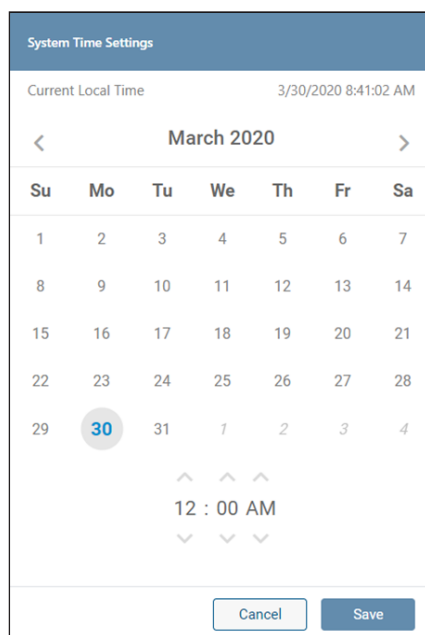 System Time Settings
Current Local Time 3/30/2020 8:41:02 AM
March 2020
Su Mo Tu We Th Fr Sa
1 2 3 4 5 6 7
8 9 10 11 12 13 14
15 16 17 18 19 20 21
22 23 24 25 26 27 28
29 30 31 1 2 3 4
12 : 00 AM
Cancel Save